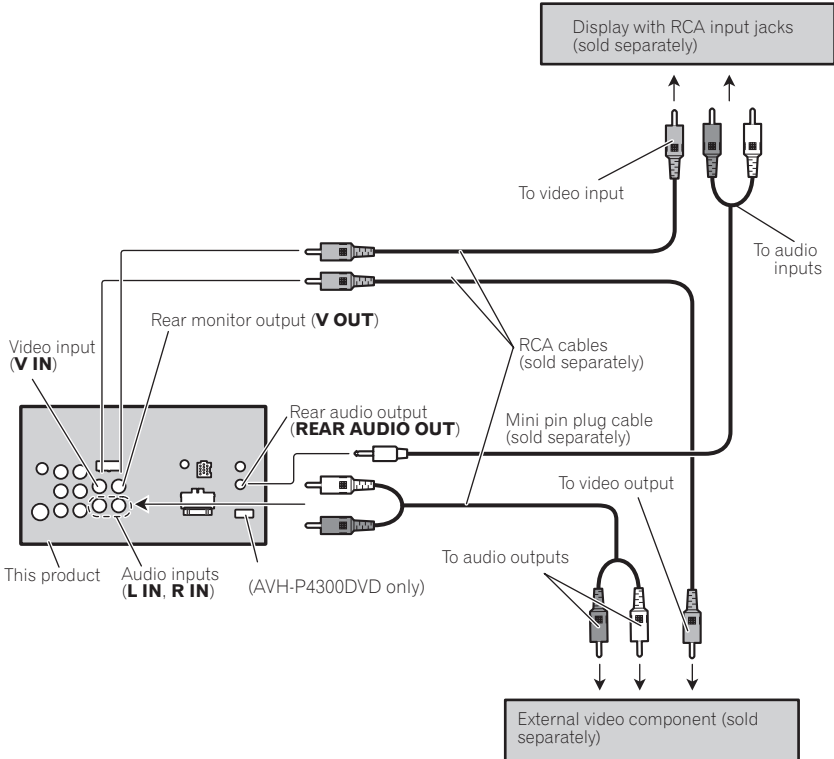 Display with RCA input jacks
(sold separately)
To video input
To audio
inputs
Rear monitor output (V OUT)
Video input
(V IN)
RCA cables
(sold separately)
Rear audio output
(REAR AUDIO OUT)
Mini pin plug cable
(sold separately)
To video output
This product
Audio inputs
(L IN, R IN)
(AVH-P4300DVD only)
To audio outputs
External video component (sold
separately)